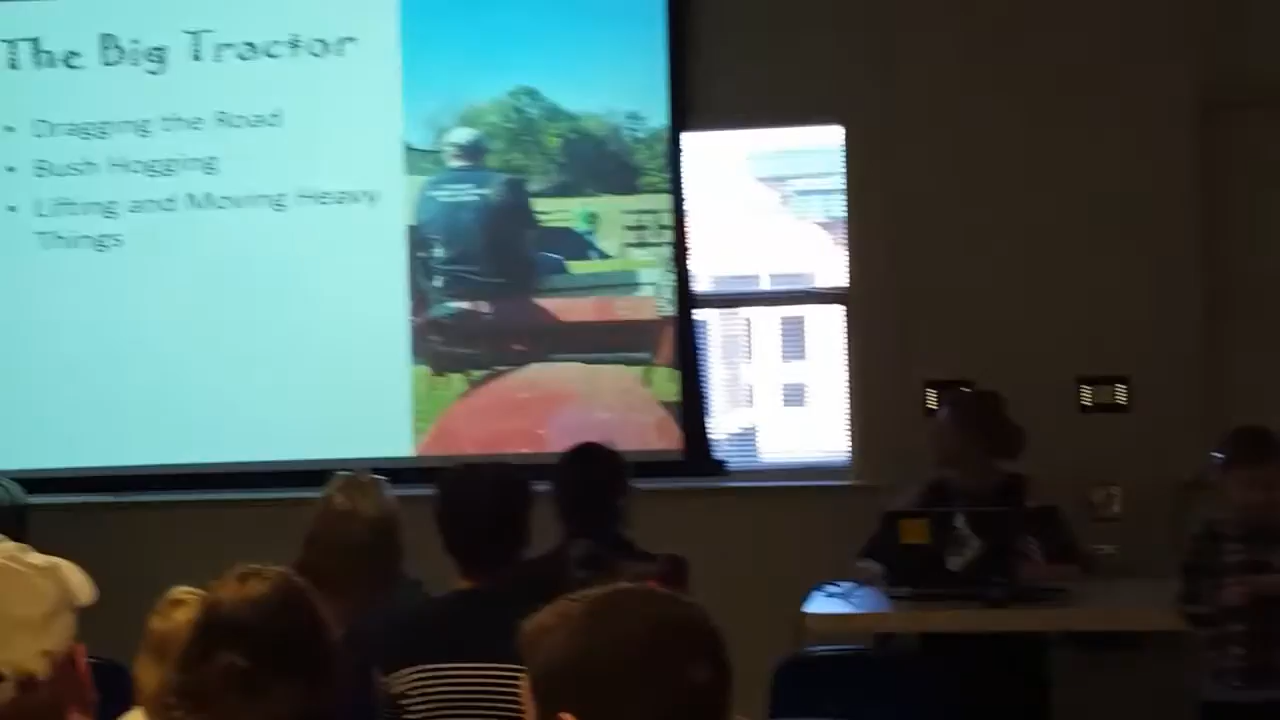 The Big Tractor
• Dragging the Road
• Bush Hogging
• Lifting and Moving Heavy
Things